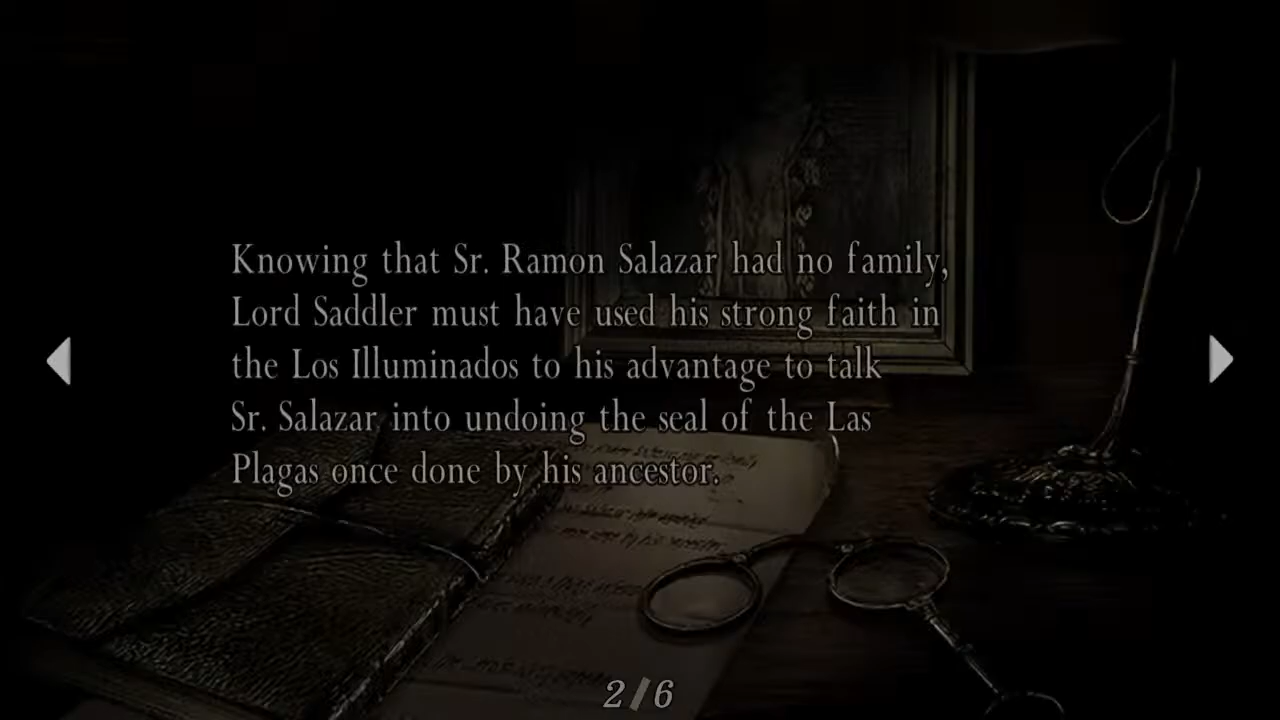 Knowing that Sr. Ramon Salazar had no family,
Lord Saddler must have used his strong faith in
the Los Illuminados to his advantage to talk
Sr. Salazar into undoing the seal of the Las
Plagas once done by his ancestor.
2/6